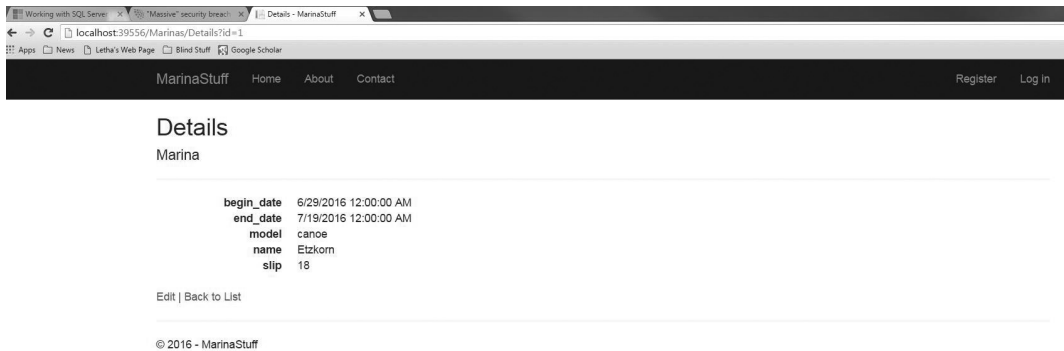 Working with SQL Server
"Massive" security breach
Details - MarinaStuff
localhost:39556/Marinas/Details?id=1
Apps News Letha's Web Page Blind Stuff Google Scholar
MarinaStuff Home About Contact Register Log in
Details
Marina
begin_date 6/29/2016 12:00:00 AM
end_date 7/19/2016 12:00:00 AM
model canoe
name Etzkorn
slip 18
Edit | Back to List
© 2016 - MarinaStuff